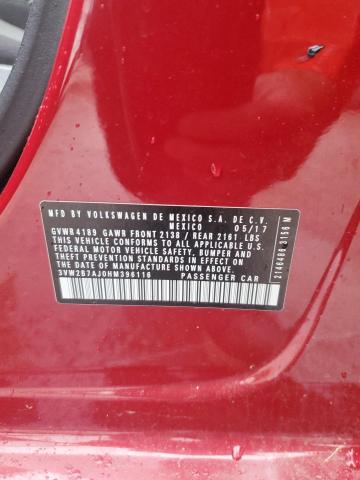 MFD BY VOLKSWAGEN DE MEXICO S.A. DE C.V.
MEXICO 05/17
GVWR 4189 GAWR FRONT 2138 / REAR 2161 LBS
THIS VEHICLE CONFORMS TO ALL APPLICABLE
FEDERAL MOTOR VEHICLE SAFETY, BUMPER AND
THEFT PREVENTION STANDARDS IN EFFECT ON
THE DATE OF MANUFACTURE SHOWN ABOVE
3VW2B7AJ0HM396116 PASSENGER CAR